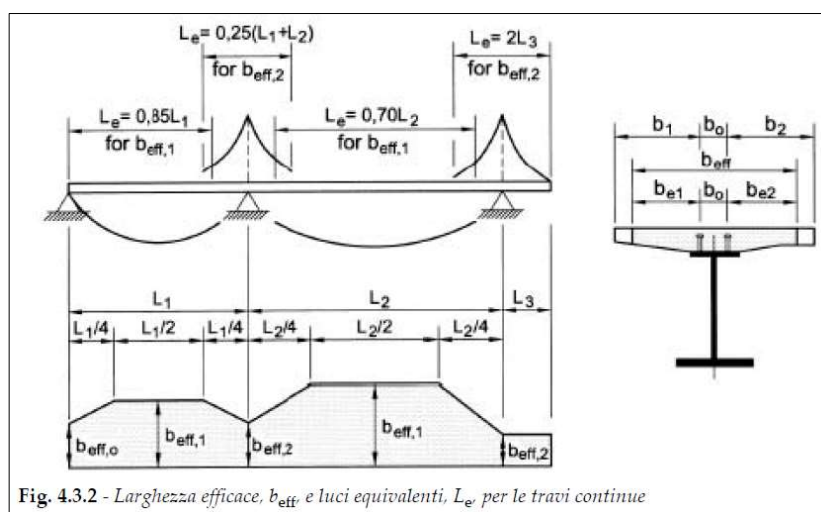 Le= 0,25(L1+L2)
for beff,2
Le= 2L3
for beff,2
Le= 0,85L1
for beff,1
Le= 0,70L2
for beff,1
b1 bo b2
beff
be1 bo be2
L1 L2 L3
L1/4 L1/2 L1/4 L2/4 L2/2 L2/4
beff,o beff,1 beff,2 beff,1 beff,2
Fig. 4.3.2 - Larghezza efficace, beff, e luci equivalenti, Le, per le travi continue